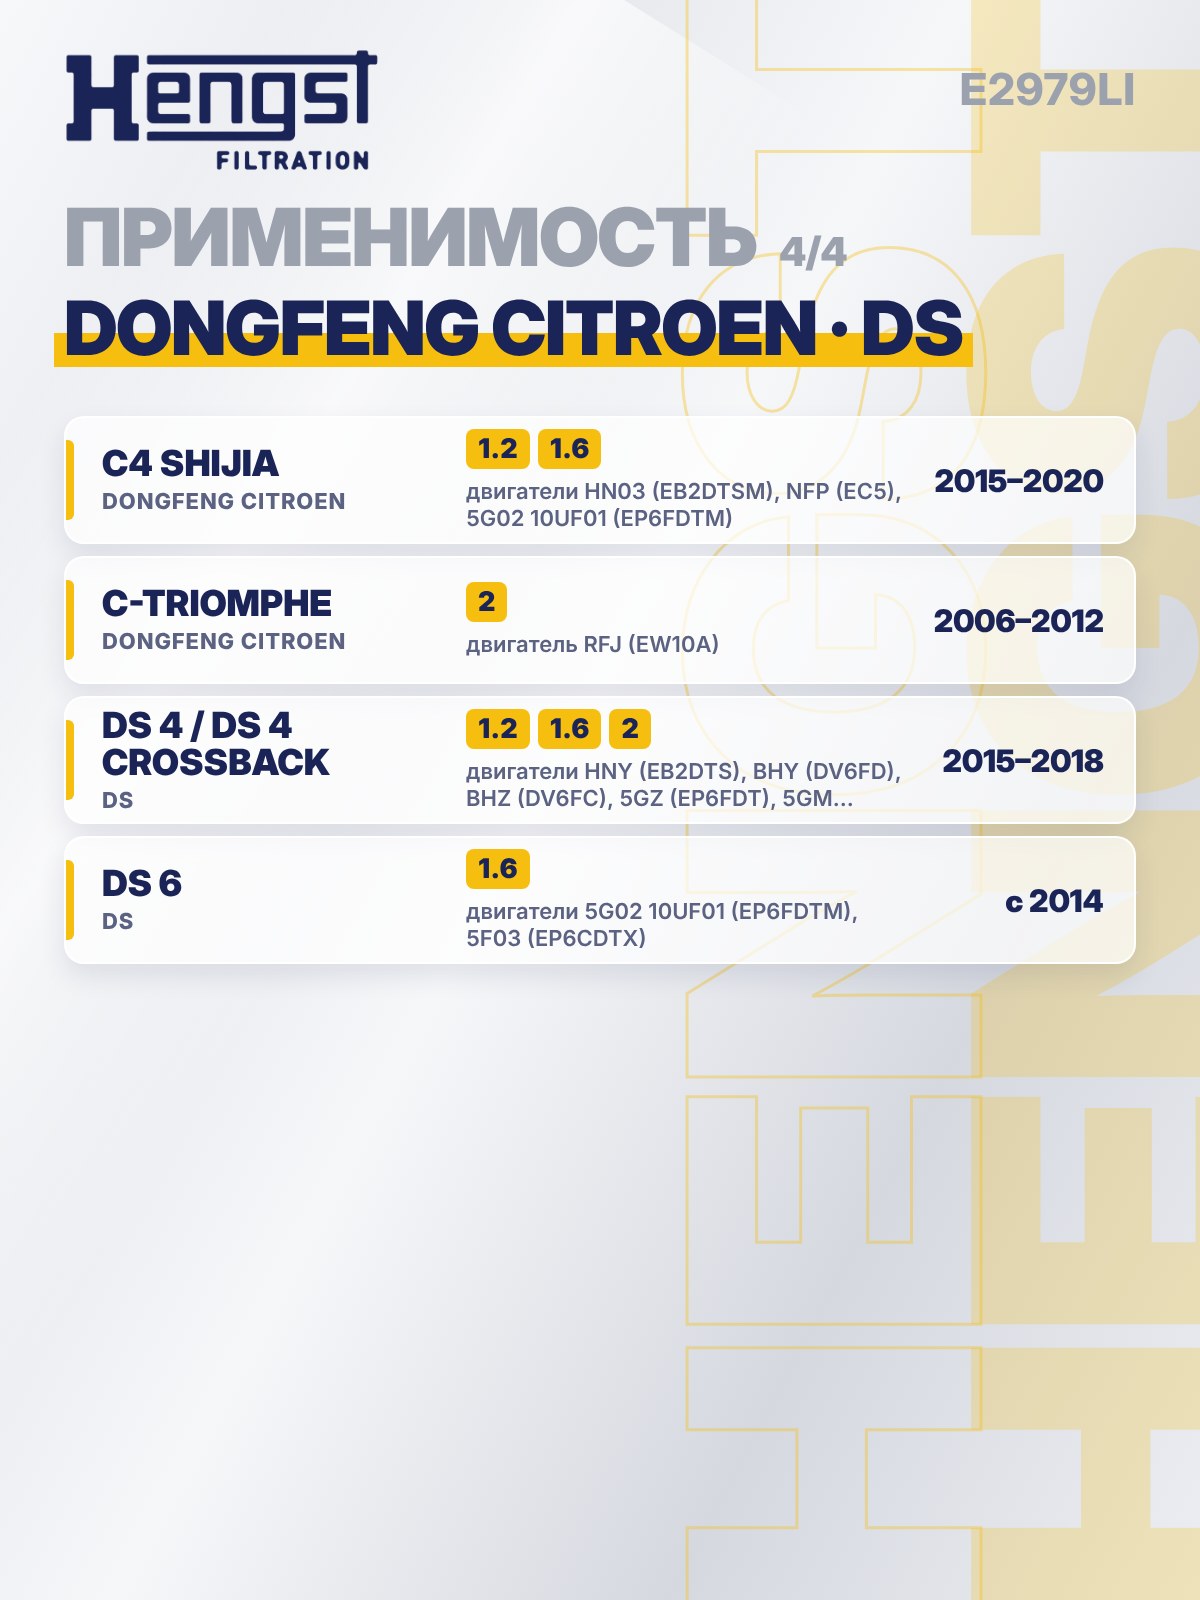 Hengst
FILTRATION
E2979LI
ПРИМЕНИМОСТЬ 4/4
DONGFENG CITROEN · DS
C4 SHIJIA
DONGFENG CITROEN
1.2 1.6
двигатели HN03 (EB2DTSM), NFP (EC5),
5G02 10UF01 (EP6FDTM)
2015–2020
C-TRIOMPHE
DONGFENG CITROEN
2
двигатель RFJ (EW10A)
2006–2012
DS 4 / DS 4
CROSSBACK
DS
1.2 1.6 2
двигатели HNY (EB2DTS), BHY (DV6FD),
BHZ (DV6FC), 5GZ (EP6FDT), 5GM...
2015–2018
DS 6
DS
1.6
двигатели 5G02 10UF01 (EP6FDTM),
5F03 (EP6CDTX)
с 2014
HENGST
HENGST